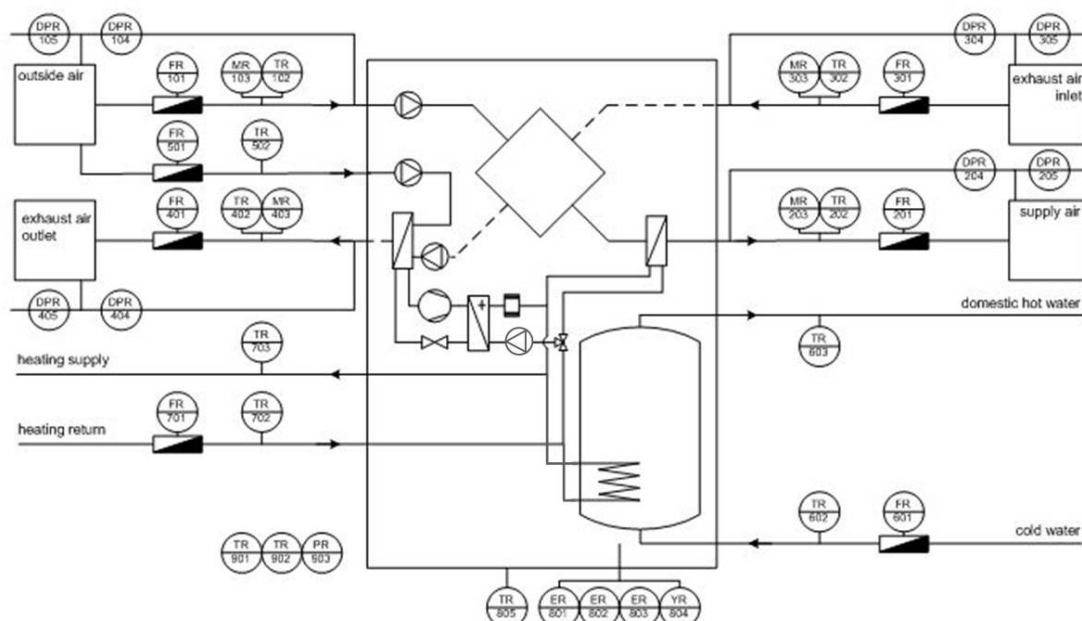 DPR
105
DPR
104
DPR
304
DPR
305
outside air
FR
101
MR
103
TR
102
MR
303
TR
302
FR
301
exhaust air
inlet
FR
501
TR
502
DPR
204
DPR
205
exhaust air
outlet
FR
401
TR
402
MR
403
MR
203
TR
202
FR
201
supply air
DPR
405
DPR
404
+
domestic hot water
TR
603
TR
703
heating supply
FR
701
TR
702
heating return
TR
602
FR
601
cold water
TR
901
TR
902
PR
903
TR
805
ER
801
ER
802
ER
803
YR
804